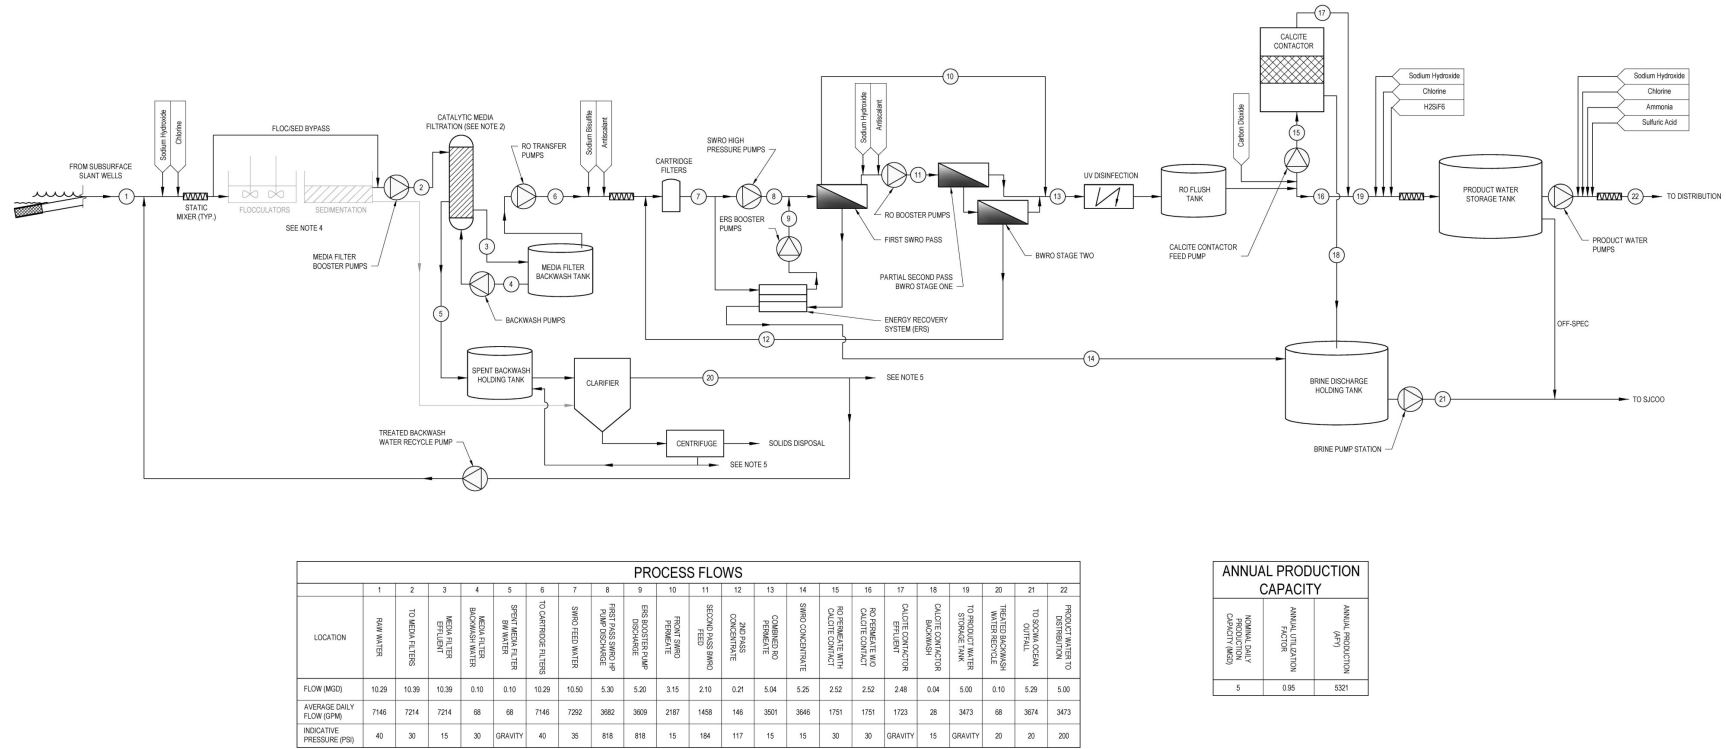 FROM SUBSURFACE
SLANT WELLS
1
Sodium Hydroxide
Chlorine
STATIC
MIXER (TYP.)
FLOC/SED BYPASS
FLOCCULATORS
SEDIMENTATION
SEE NOTE 4
MEDIA FILTER
BOOSTER PUMPS
2
CATALYTIC MEDIA
FILTRATION (SEE NOTE 2)
3
4
5
MEDIA FILTER
BACKWASH TANK
BACKWASH PUMPS
RO TRANSFER
PUMPS
6
Sodium Bisulfite
Antiscalant
CARTRIDGE
FILTERS
7
SWRO HIGH
PRESSURE PUMPS
8
ERS BOOSTER
PUMPS
9
10
Sodium Hydroxide
Antiscalant
11
RO BOOSTER PUMPS
FIRST SWRO PASS
PARTIAL SECOND PASS
BWRO STAGE ONE
BWRO STAGE TWO
ENERGY RECOVERY
SYSTEM (ERS)
12
13
UV DISINFECTION
RO FLUSH
TANK
Carbon Dioxide
CALCITE CONTACTOR
FEED PUMP
15
CALCITE
CONTACTOR
17
16
18
19
Sodium Hydroxide
Chlorine
H2SiF6
PRODUCT WATER
STORAGE TANK
Sodium Hydroxide
Chlorine
Ammonia
Sulfuric Acid
22
TO DISTRIBUTION
PRODUCT WATER
PUMPS
OFF-SPEC
14
BRINE DISCHARGE
HOLDING TANK
21
TO SJCOO
BRINE PUMP STATION
SPENT BACKWASH
HOLDING TANK
CLARIFIER
20
SEE NOTE 5
CENTRIFUGE
SOLIDS DISPOSAL
SEE NOTE 5
TREATED BACKWASH
WATER RECYCLE PUMP
PROCESS FLOWS
1 2 3 4 5 6 7 8 9 10 11 12 13 14 15 16 17 18 19 20 21 22
LOCATION
RAW WATER
TO MEDIA FILTERS
MEDIA FILTER
EFFLUENT
MEDIA FILTER
BACKWASH WATER
SPENT MEDIA FILTER
BW WATER
TO CARTRIDGE FILTERS
SWRO FEED WATER
FIRST PASS SWRO HP
PUMP DISCHARGE
ERS BOOSTER PUMP
DISCHARGE
FRONT SWRO
PERMEATE
SECOND PASS BWRO
FEED
2ND PASS
CONCENTRATE
COMBINED RO
PERMEATE
SWRO CONCENTRATE
RO PERMEATE WITH
CALCITE CONTACT
RO PERMEATE W/O
CALCITE CONTACT
CALCITE CONTACTOR
EFFLUENT
CALCITE CONTACTOR
BACKWASH
TO PRODUCT WATER
STORAGE TANK
TREATED BACKWASH
WATER RECYCLE
TO SOCWA OCEAN
OUTFALL
PRODUCT WATER TO
DISTRIBUTION
FLOW (MGD) 10.29 10.39 10.39 0.10 0.10 10.29 10.50 5.30 5.20 3.15 2.10 0.21 5.04 5.25 2.52 2.52 2.48 0.04 5.00 0.10 5.29 5.00
AVERAGE DAILY
FLOW (GPM) 7146 7214 7214 68 68 7146 7292 3682 3609 2187 1458 146 3501 3646 1751 1751 1723 28 3473 68 3674 3473
INDICATIVE
PRESSURE (PSI) 40 30 15 30 GRAVITY 40 35 818 818 15 184 117 15 15 30 30 GRAVITY 15 GRAVITY 20 20 200
ANNUAL PRODUCTION
CAPACITY
NOMINAL DAILY
PRODUCTION
CAPACITY (MGD)
ANNUAL UTILIZATION
FACTOR
ANNUAL PRODUCTION
(AFY)
5 0.95 5321